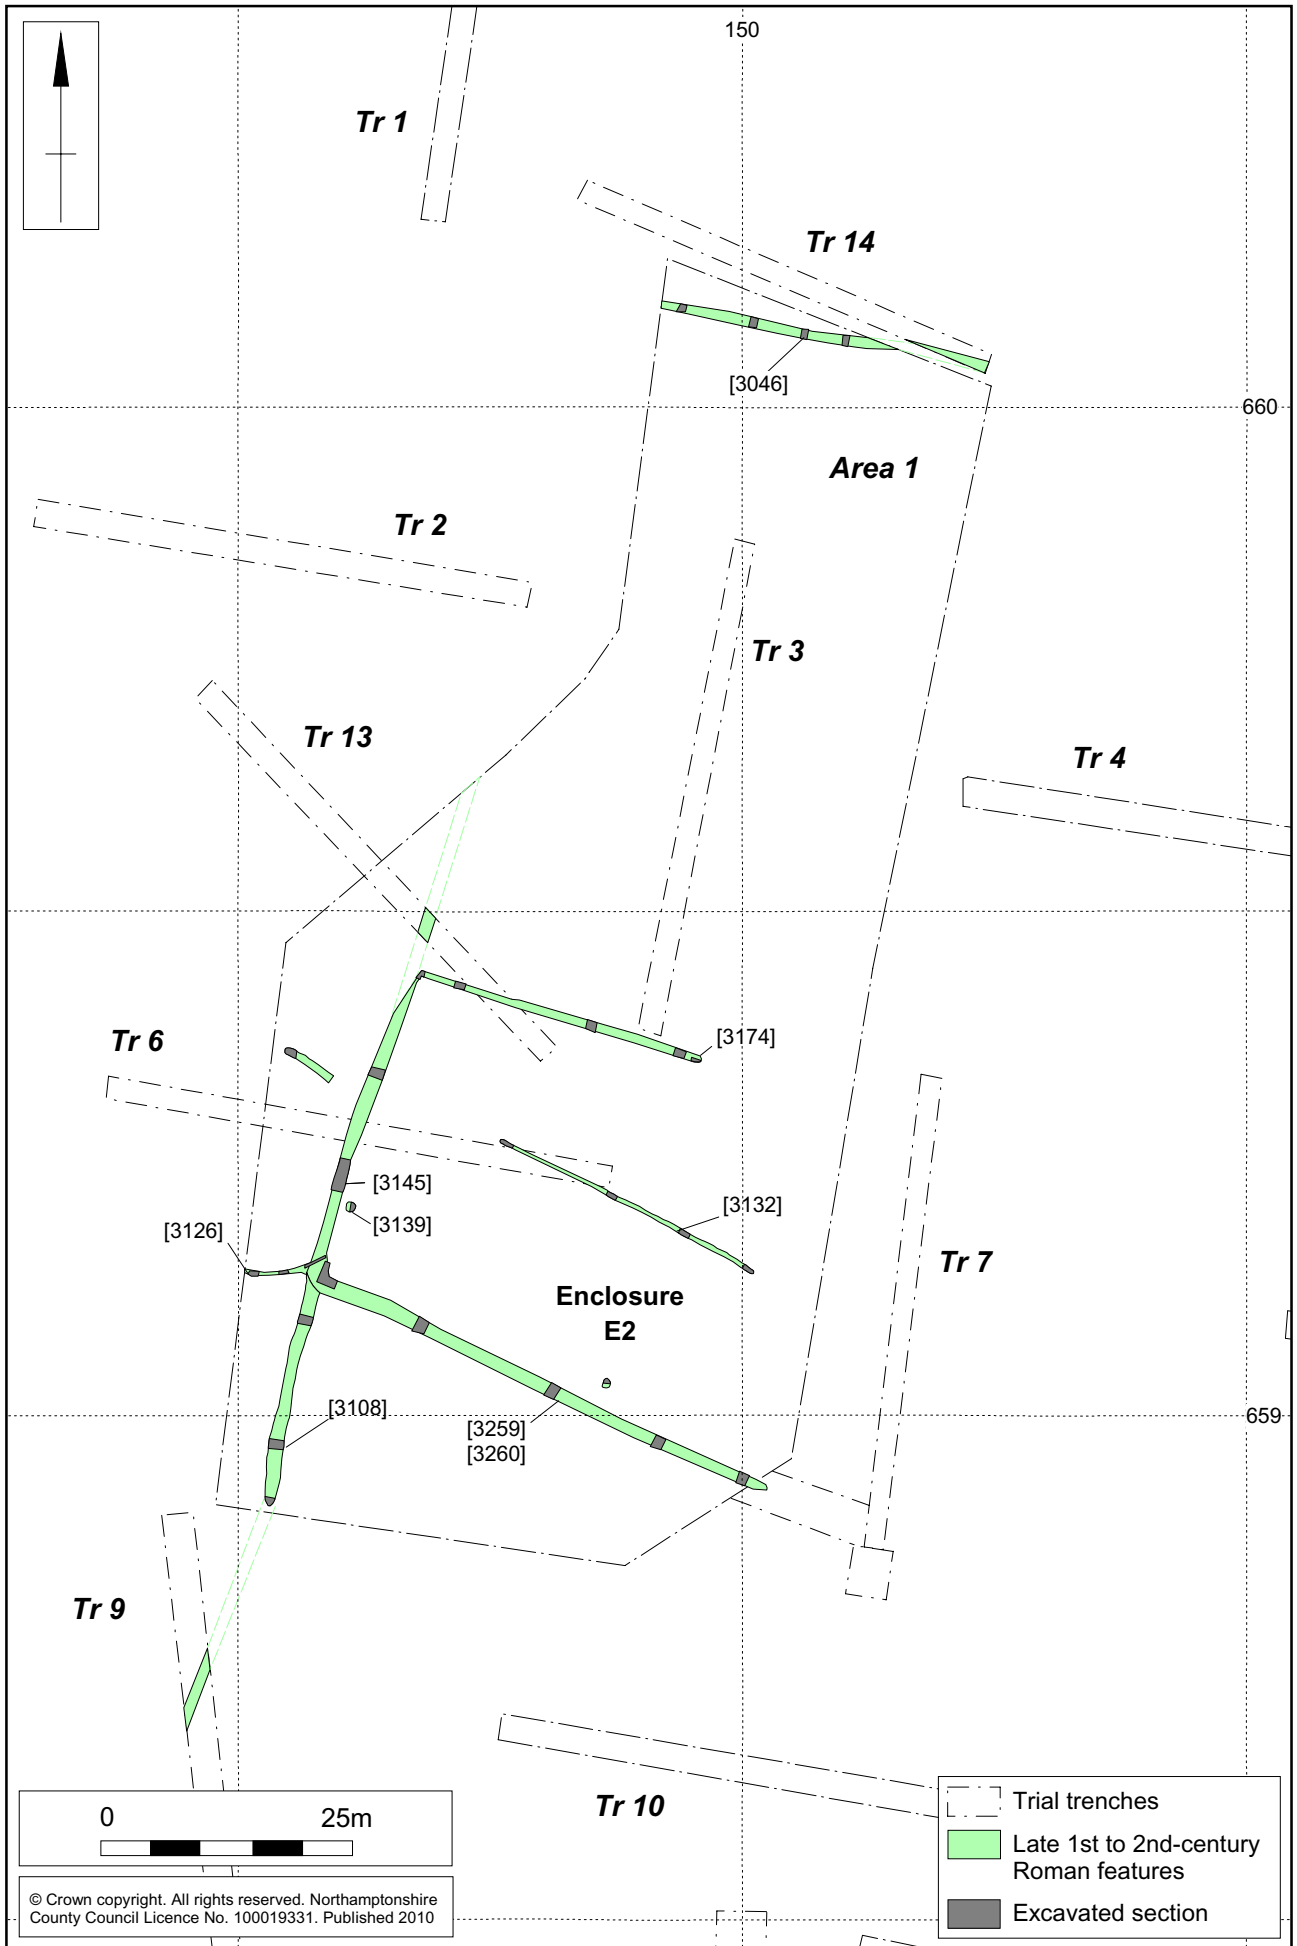 150
Tr 1
Tr 14
[3046]
660
Area 1
Tr 2
Tr 3
Tr 13
Tr 4
Tr 6
[3174]
[3145]
[3132]
[3139]
[3126]
Tr 7
Enclosure
E2
[3108]
[3259]
[3260]
659
Tr 9
Tr 10
0 25m
© Crown copyright. All rights reserved. Northamptonshire
County Council Licence No. 100019331. Published 2010
Trial trenches
Late 1st to 2nd-century
Roman features
Excavated section